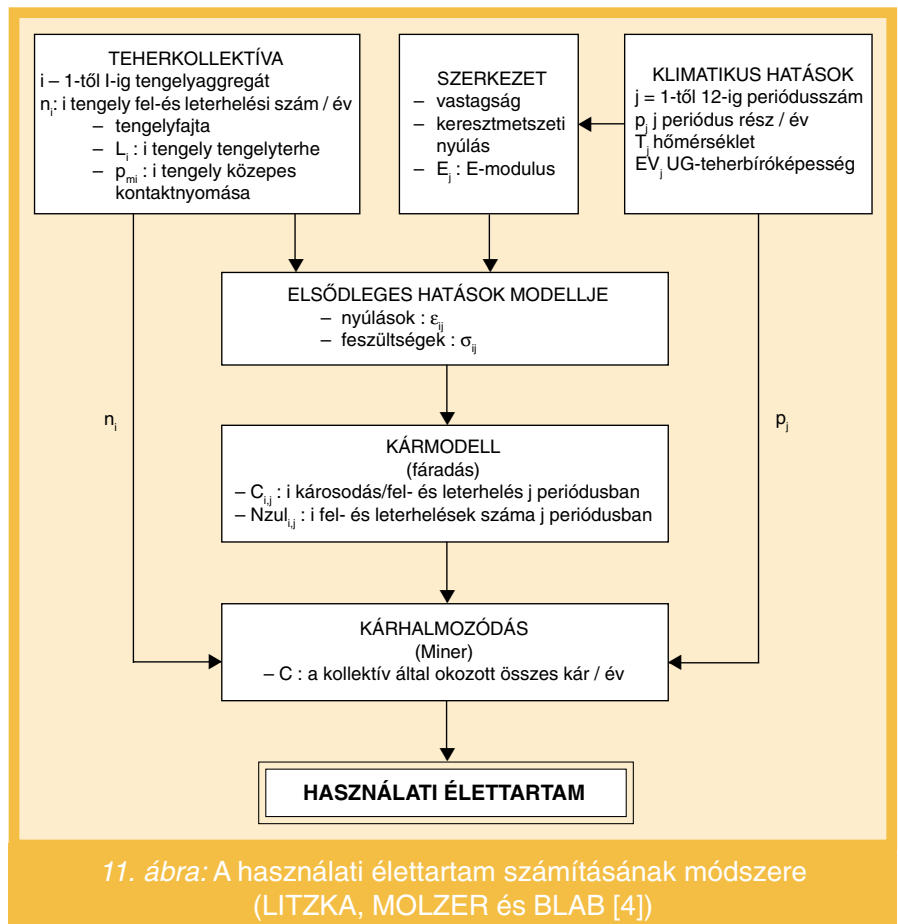 TEHERKOLLEKTÍVA
i – 1-től I-ig tengelyaggregát
nᵢ: i tengely fel-és leterhelési szám / év
– tengelyfajta
– Lᵢ : i tengely tengelyterhe
– pₘᵢ : i tengely közepes
kontaktnyomása
SZERKEZET
– vastagság
– keresztmetszeti
nyúlás
– Eⱼ : E-modulus
KLIMATIKUS HATÁSOK
j = 1-től 12-ig periódusszám
pⱼ j periódus rész / év
Tⱼ hőmérséklet
EVⱼ UG-teherbíróképesség
ELSŐDLEGES HATÁSOK MODELLJE
– nyúlások : εᵢⱼ
– feszültségek : σᵢⱼ
nᵢ
pⱼ
KÁRMODELL
(fáradás)
– Cᵢ,ⱼ : i károsodás/fel- és leterhelés j periódusban
– Nzulᵢ,ⱼ : i fel- és leterhelések száma j periódusban
KÁRHALMOZÓDÁS
(Miner)
– C : a kollektív által okozott összes kár / év
HASZNÁLATI ÉLETTARTAM
11. ábra: A használati élettartam számításának módszere
(LITZKA, MOLZER és BLAB [4])